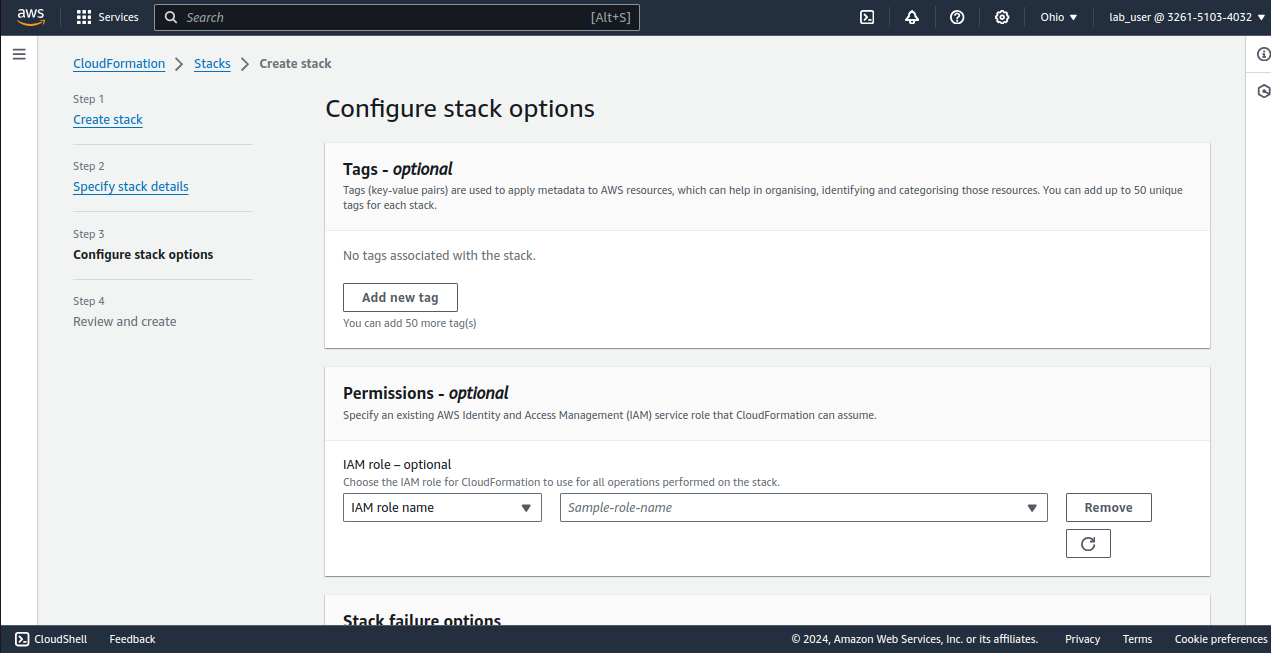 aws
Services
Search
[Alt+S]
Ohio
lab_user @ 3261-5103-4032
CloudFormation
Stacks
Create stack
Step 1
Create stack
Step 2
Specify stack details
Step 3
Configure stack options
Step 4
Review and create
Configure stack options
Tags - optional
Tags (key-value pairs) are used to apply metadata to AWS resources, which can help in organising, identifying and categorising those resources. You can add up to 50 unique
tags for each stack.
No tags associated with the stack.
Add new tag
You can add 50 more tag(s)
Permissions - optional
Specify an existing AWS Identity and Access Management (IAM) service role that CloudFormation can assume.
IAM role – optional
Choose the IAM role for CloudFormation to use for all operations performed on the stack.
IAM role name
Sample-role-name
Remove
Stack failure options
CloudShell
Feedback
© 2024, Amazon Web Services, Inc. or its affiliates.
Privacy
Terms
Cookie preferences